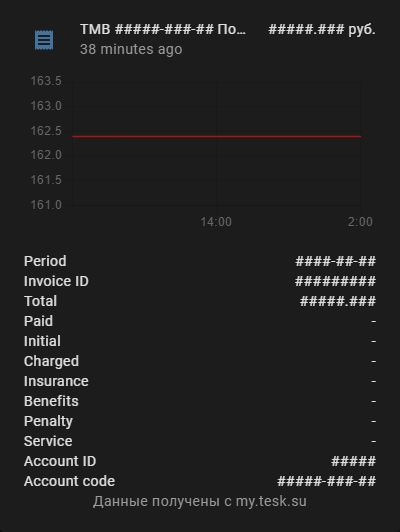 ТМВ #####-###-## По... #####.### руб.
38 minutes ago
163.5
163.0
162.5
162.0
161.5
161.0
14:00 2:00
Period ####-##-##
Invoice ID #########
Total #####.###
Paid -
Initial -
Charged -
Insurance -
Benefits -
Penalty -
Service -
Account ID #####
Account code #####-###-##
Данные получены с my.tesk.su